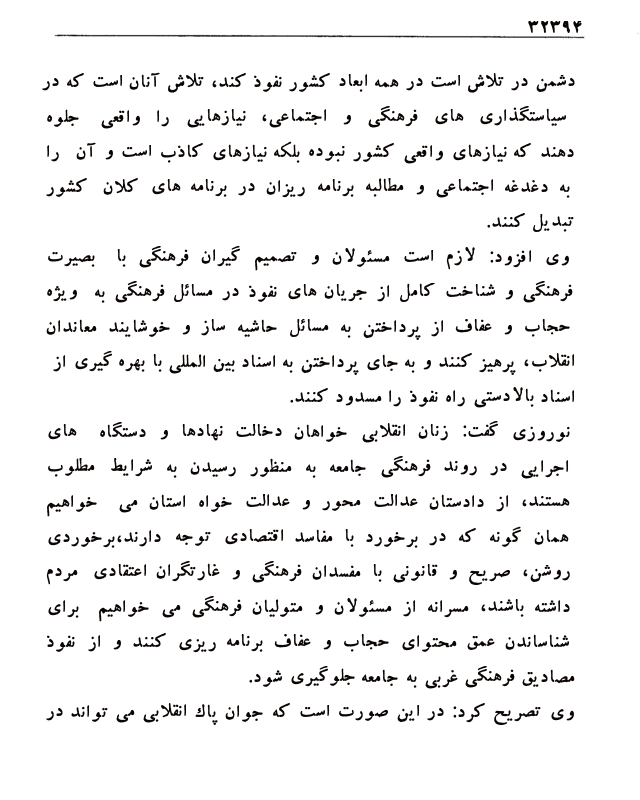 ۳۲۳۹۴
دشمن در تلاش است در همه ابعاد کشور نفوذ کند، تلاش آنان است که در
سیاستگذاری های فرهنگی و اجتماعی، نیازهایی را واقعی جلوه
دهند که نیازهای واقعی کشور نبوده بلکه نیازهای کاذب است و آن را
به دغدغه اجتماعی و مطالبه برنامه ریزان در برنامه های کلان کشور
تبدیل کنند.
وی افزود: لازم است مسئولان و تصمیم گیران فرهنگی با بصیرت
فرهنگی و شناخت کامل از جریان های نفوذ در مسائل فرهنگی به ویژه
حجاب و عفاف از پرداختن به مسائل حاشیه ساز و خوشایند معاندان
انقلاب، پرهیز کنند و به جای پرداختن به اسناد بین المللی با بهره گیری از
اسناد بالادستی راه نفوذ را مسدود کنند.
نوروزی گفت: زنان انقلابی خواهان دخالت نهادها و دستگاه های
اجرایی در روند فرهنگی جامعه به منظور رسیدن به شرایط مطلوب
هستند، از دادستان عدالت محور و عدالت خواه استان می خواهیم
همان گونه که در برخورد با مفاسد اقتصادی توجه دارند،برخوردی
روشن، صریح و قانونی با مفسدان فرهنگی و غارتگران اعتقادی مردم
داشته باشند، مسرانه از مسئولان و متولیان فرهنگی می خواهیم برای
شناساندن عمق محتوای حجاب و عفاف برنامه ریزی کنند و از نفوذ
مصادیق فرهنگی غربی به جامعه جلوگیری شود.
وی تصریح کرد: در این صورت است که جوان پاك انقلابی می تواند در